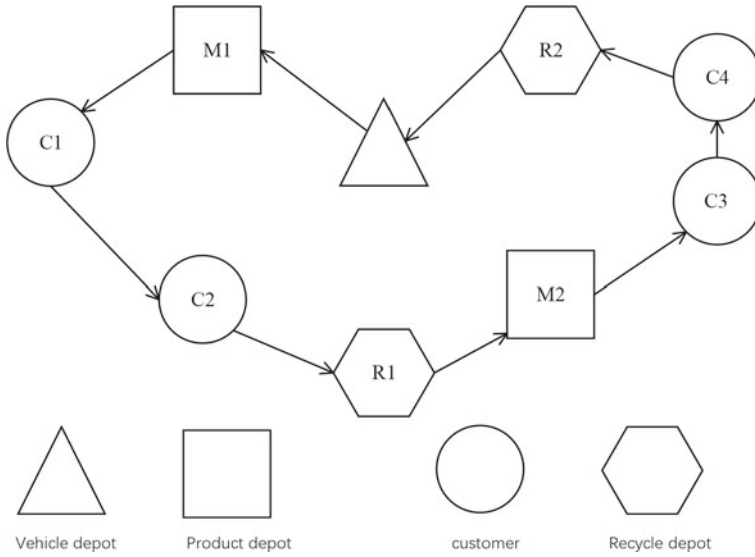 M1
R2
C4
C1
C3
C2
M2
R1
Vehicle depot
Product depot
customer
Recycle depot